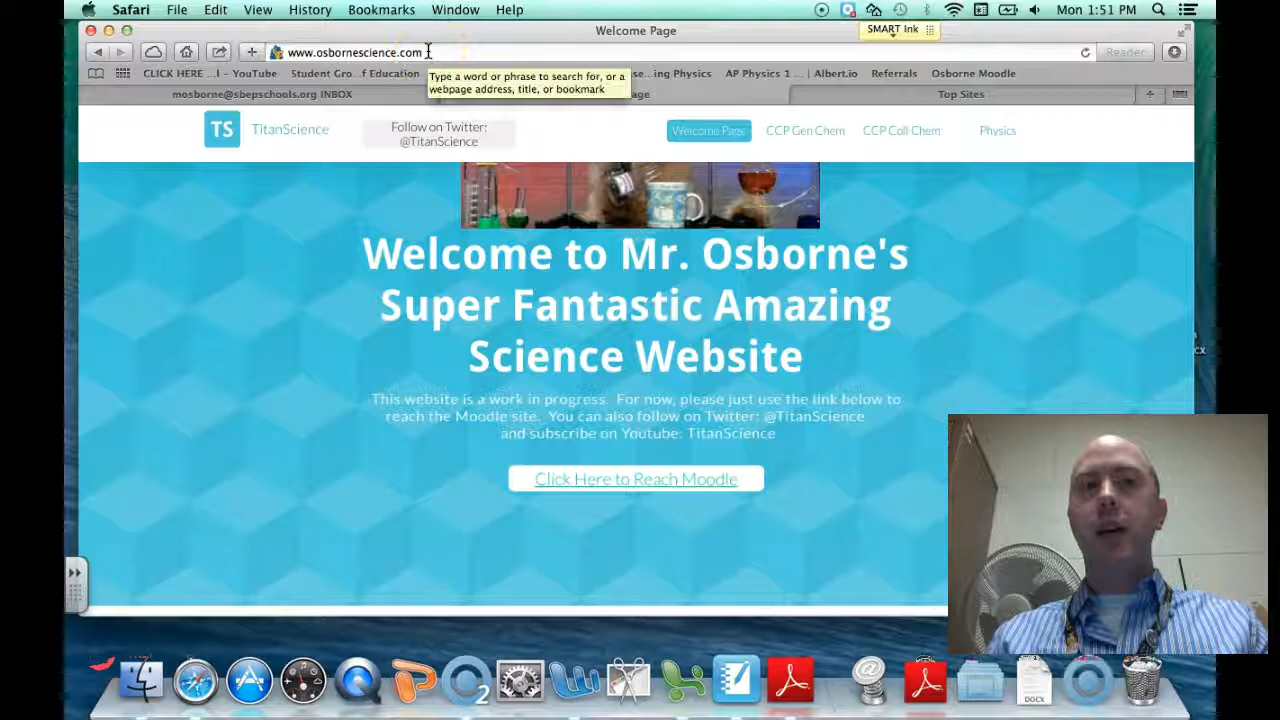 Safari File Edit View History Bookmarks Window Help Mon 1:51 PM
Welcome Page
SMART Ink
www.osbornescience.com
Reader
CLICK HERE ...l - YouTube Student Gro...f Education ...ing Physics AP Physics 1 ... | Albert.io Referrals Osborne Moodle
Type a word or phrase to search for, or a
webpage address, title, or bookmark
mosborne@sbepschools.org INBOX age Top Sites
TS TitanScience
Follow on Twitter:
@TitanScience
Welcome Page CCP Gen Chem CCP Coll Chem Physics
Welcome to Mr. Osborne's
Super Fantastic Amazing
Science Website
This website is a work in progress. For now, please just use the link below to
reach the Moodle site. You can also follow on Twitter: @TitanScience
and subscribe on Youtube: TitanScience
Click Here to Reach Moodle
CX
2
DOCX